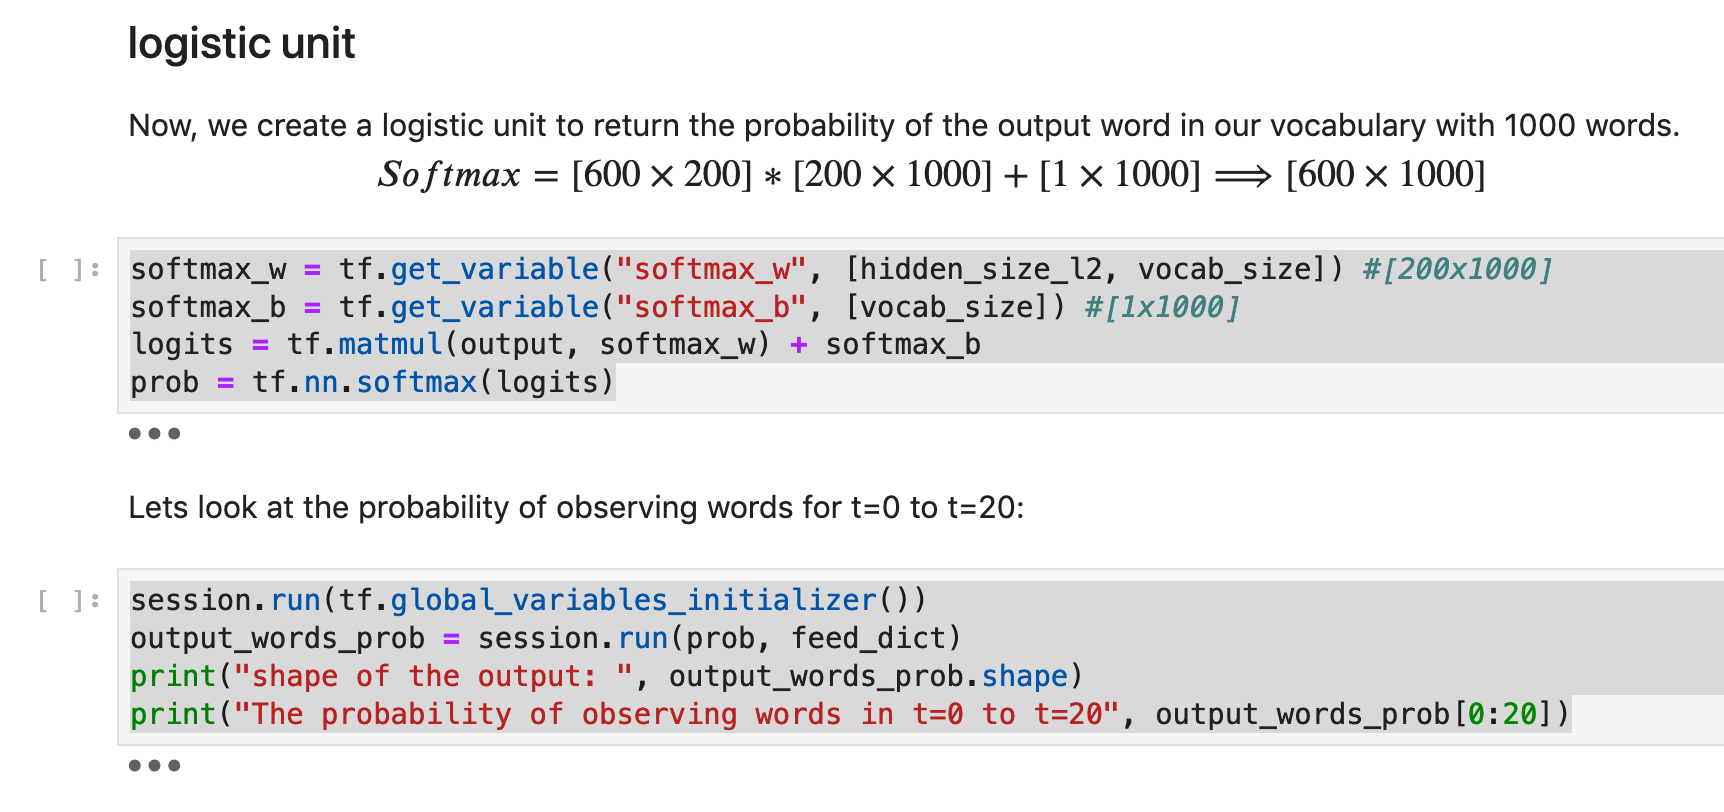 logistic unit
Now, we create a logistic unit to return the probability of the output word in our vocabulary with 1000 words.
Softmax = [600 × 200] ∗ [200 × 1000] + [1 × 1000] ⟹ [600 × 1000]
[ ]: softmax_w = tf.get_variable("softmax_w", [hidden_size_l2, vocab_size]) #[200x1000]
softmax_b = tf.get_variable("softmax_b", [vocab_size]) #[1x1000]
logits = tf.matmul(output, softmax_w) + softmax_b
prob = tf.nn.softmax(logits)
Lets look at the probability of observing words for t=0 to t=20:
[ ]: session.run(tf.global_variables_initializer())
output_words_prob = session.run(prob, feed_dict)
print("shape of the output: ", output_words_prob.shape)
print("The probability of observing words in t=0 to t=20", output_words_prob[0:20])